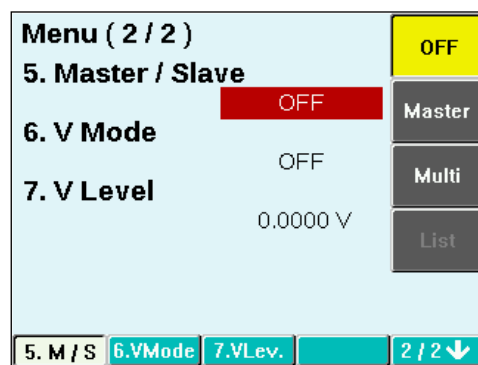 Menu ( 2 / 2 )
5. Master / Slave
OFF
6. V Mode
OFF
7. V Level
0.0000 V
OFF
Master
Multi
List
5. M / S
6.VMode
7.VLev.
2 / 2